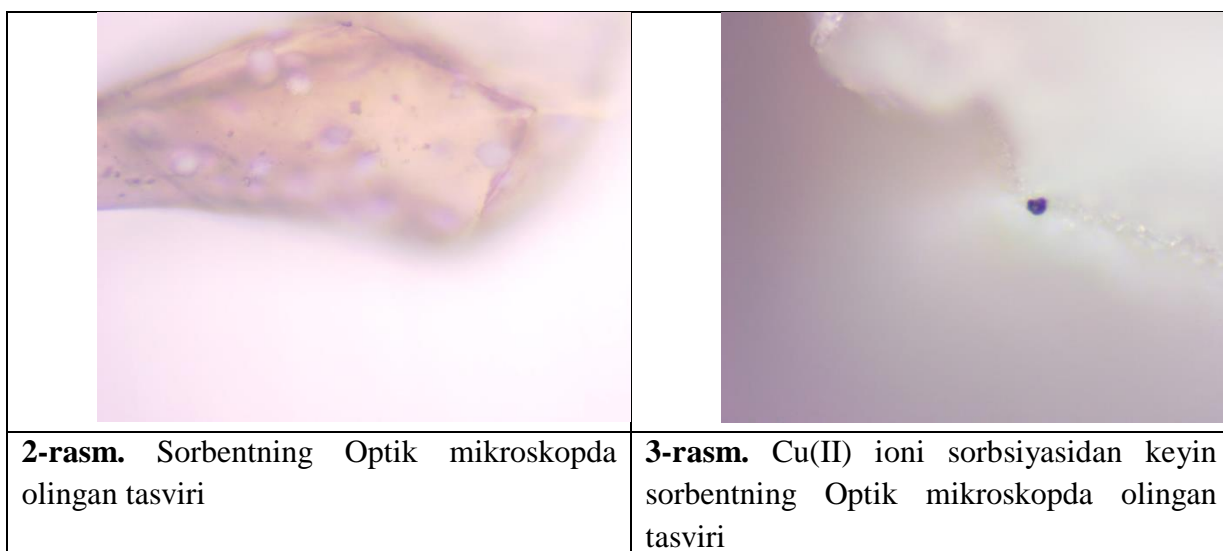 2-rasm. Sorbentning Optik mikroskopda
olingan tasviri
3-rasm. Cu(II) ioni sorbsiyasidan keyin
sorbentning Optik mikroskopda olingan
tasviri